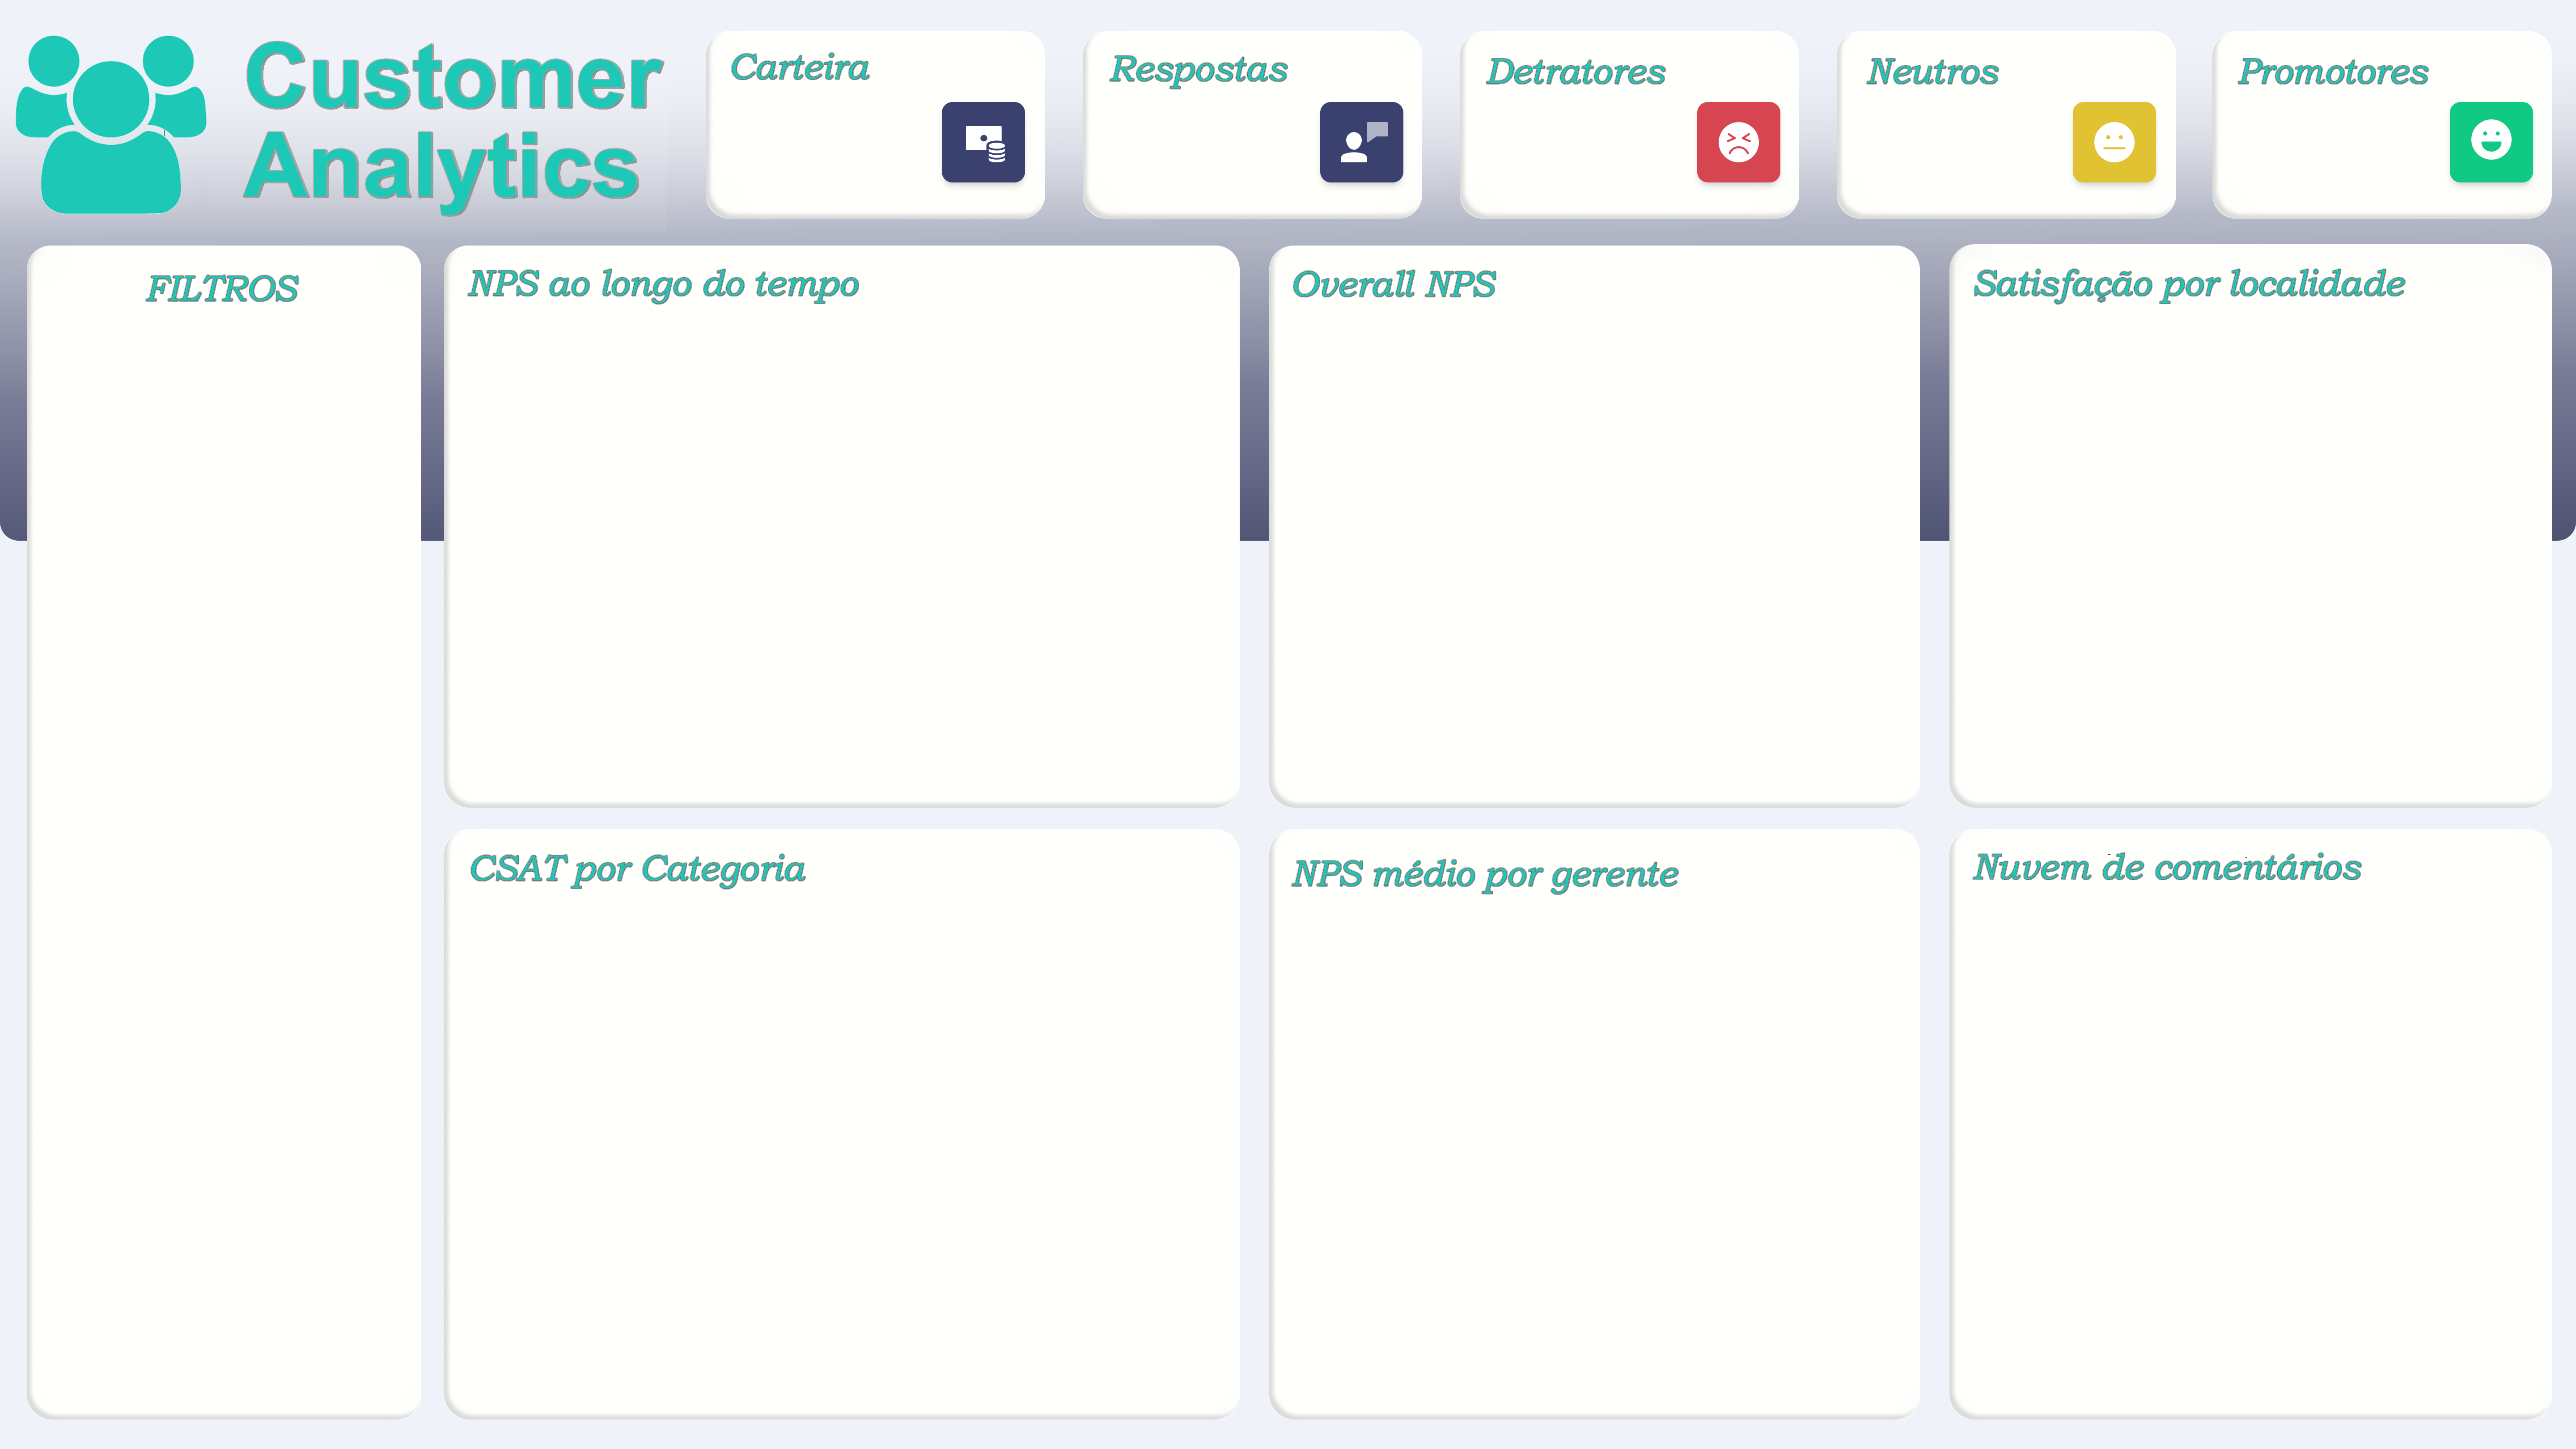 Customer
Analytics
Carteira
Respostas
Detratores
Neutros
Promotores
FILTROS
NPS ao longo do tempo
Overall NPS
Satisfação por localidade
CSAT por Categoria
NPS médio por gerente
Nuvem de comentários